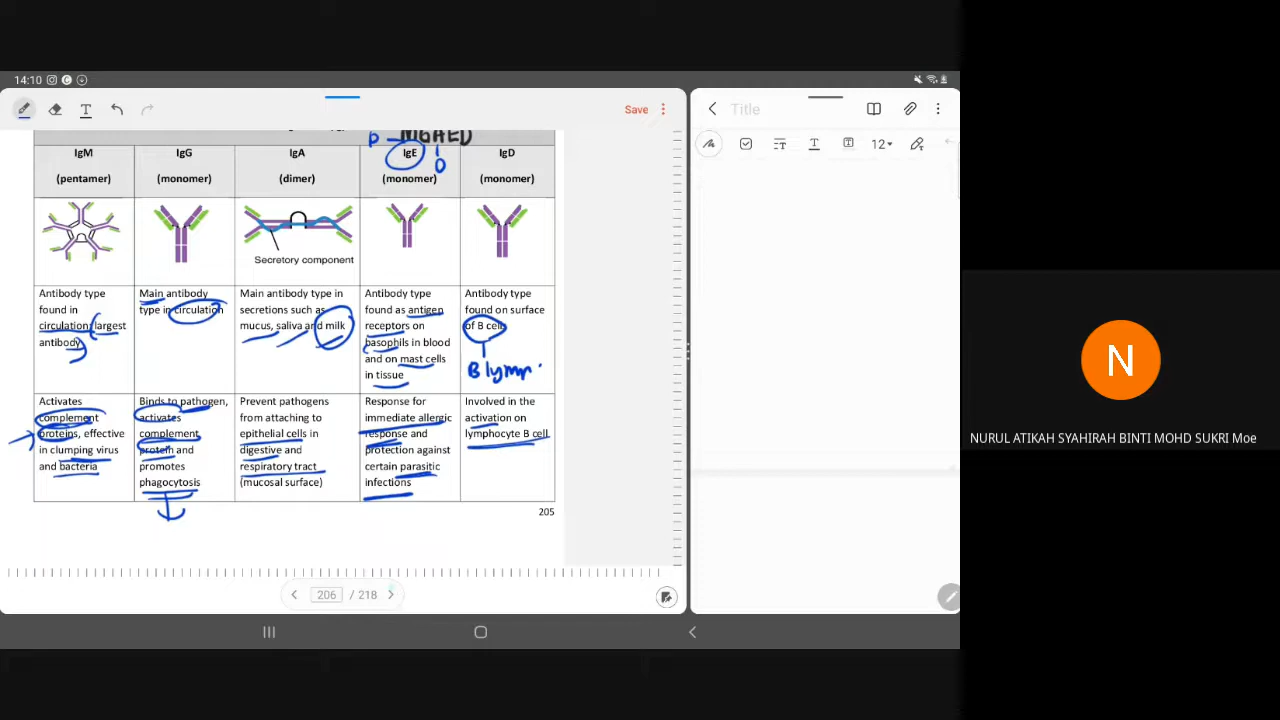 14:10
Save
Title
12
MGAED
D
IgM
IgG
IgA
IgE
IgD
(pentamer)
(monomer)
(dimer)
(monomer)
(monomer)
Secretory component
Antibody type
found in
circulation, largest
antibody
Main antibody
type in circulation
Main antibody type in
secretions such as
mucus, saliva and milk
Antibody type
found as antigen
receptors on
basophils in blood
and on mast cells
in tissue
Antibody type
found on surface
of B cell
B lymp.
Activates
complement
proteins, effective
in clumping virus
and bacteria
Binds to pathogen,
activates
complement
protein and
promotes
phagocytosis
Prevent pathogens
from attaching to
epithelial cells in
digestive and
respiratory tract
(mucosal surface)
Response for
immediate allergic
response and
protection against
certain parasitic
infections
Involved in the
activation on
lymphocyte B cell
205
206 / 218
N
NURUL ATIKAH SYAHIRAH BINTI MOHD SUKRI Moe